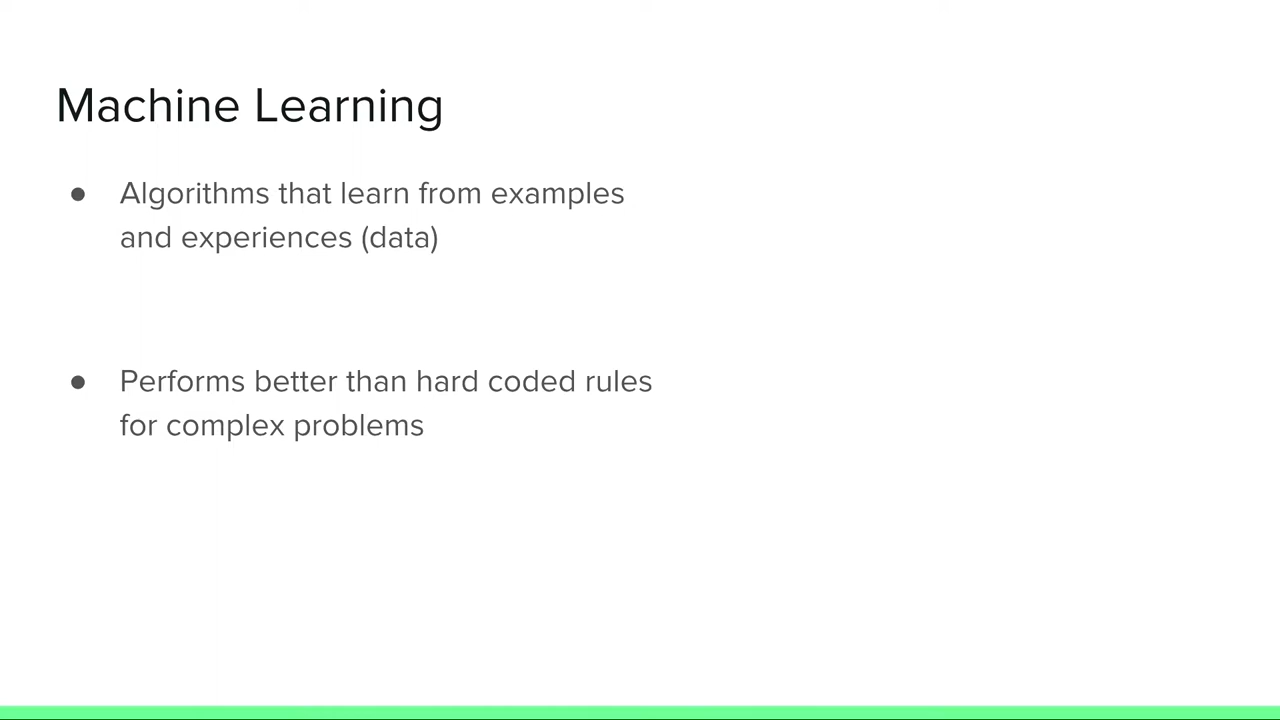 Machine Learning
● Algorithms that learn from examples
and experiences (data)
● Performs better than hard coded rules
for complex problems